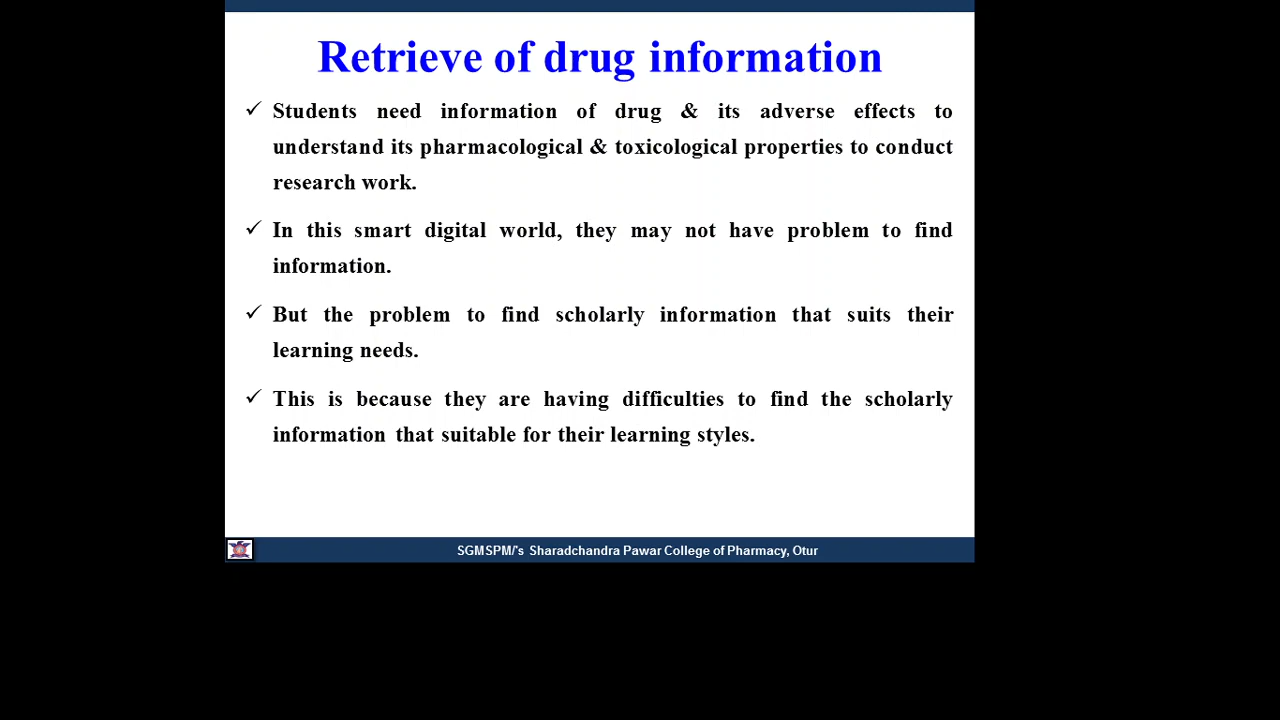 Retrieve of drug information
✓ Students need information of drug & its adverse effects to
understand its pharmacological & toxicological properties to conduct
research work.
✓ In this smart digital world, they may not have problem to find
information.
✓ But the problem to find scholarly information that suits their
learning needs.
✓ This is because they are having difficulties to find the scholarly
information that suitable for their learning styles.
SGMSPM/'s Sharadchandra Pawar College of Pharmacy, Otur